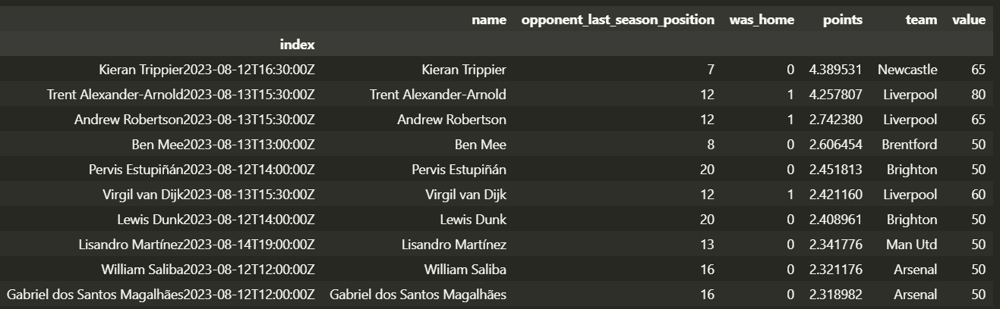 name opponent_last_season_position was_home points team value
index
Kieran Trippier2023-08-12T16:30:00Z Kieran Trippier 7 0 4.389531 Newcastle 65
Trent Alexander-Arnold2023-08-13T15:30:00Z Trent Alexander-Arnold 12 1 4.257807 Liverpool 80
Andrew Robertson2023-08-13T15:30:00Z Andrew Robertson 12 1 2.742380 Liverpool 65
Ben Mee2023-08-13T13:00:00Z Ben Mee 8 0 2.606454 Brentford 50
Pervis Estupiñán2023-08-12T14:00:00Z Pervis Estupiñán 20 0 2.451813 Brighton 50
Virgil van Dijk2023-08-13T15:30:00Z Virgil van Dijk 12 1 2.421160 Liverpool 60
Lewis Dunk2023-08-12T14:00:00Z Lewis Dunk 20 0 2.408961 Brighton 50
Lisandro Martínez2023-08-14T19:00:00Z Lisandro Martínez 13 0 2.341776 Man Utd 50
William Saliba2023-08-12T12:00:00Z William Saliba 16 0 2.321176 Arsenal 50
Gabriel dos Santos Magalhães2023-08-12T12:00:00Z Gabriel dos Santos Magalhães 16 0 2.318982 Arsenal 50